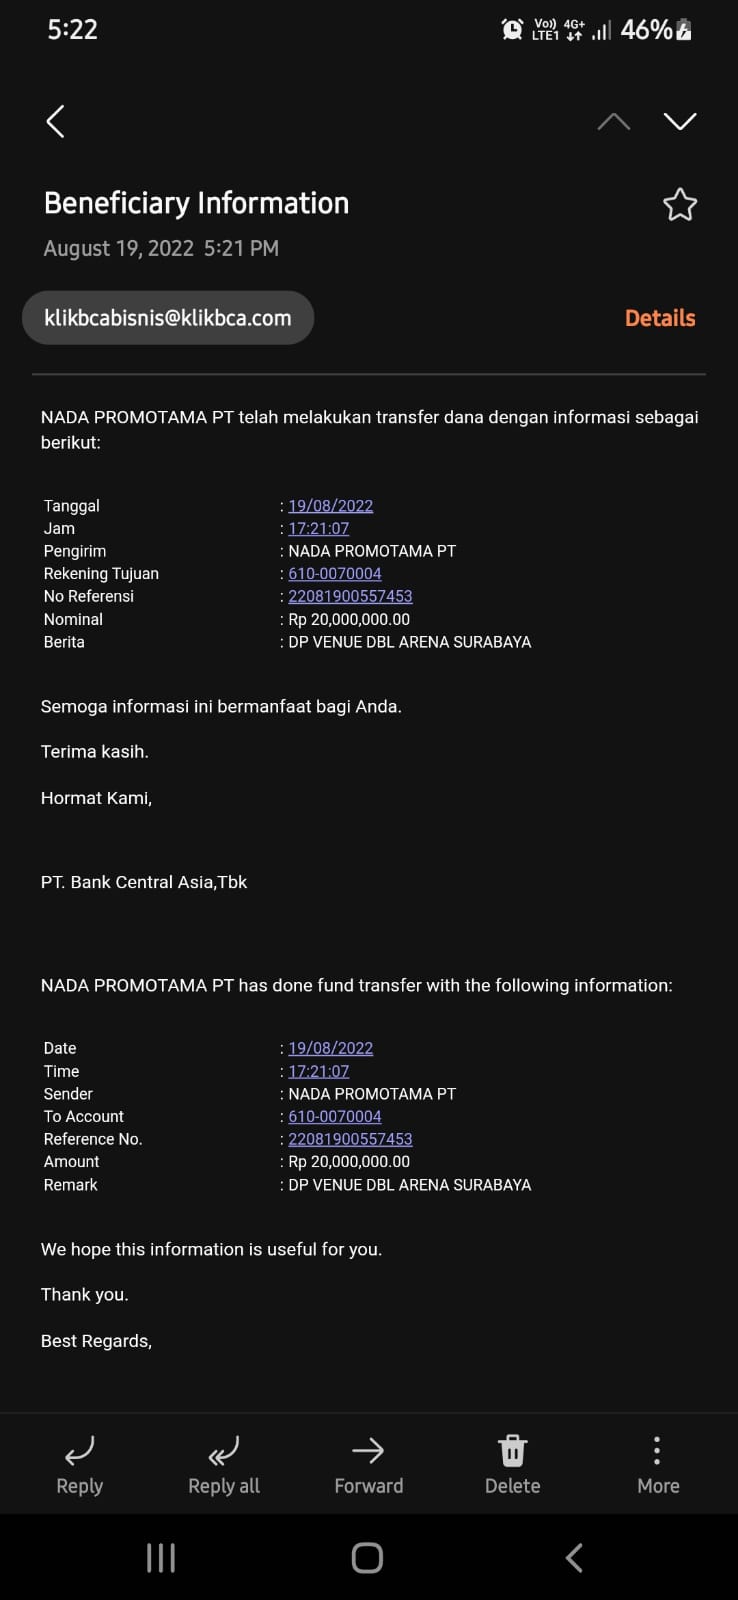 5:22
Vo)) 4G+
LTE1
46%
Beneficiary Information
August 19, 2022 5:21 PM
klikbcabisnis@klikbca.com
Details
NADA PROMOTAMA PT telah melakukan transfer dana dengan informasi sebagai
berikut:
Tanggal : 19/08/2022
Jam : 17:21:07
Pengirim : NADA PROMOTAMA PT
Rekening Tujuan : 610-0070004
No Referensi : 22081900557453
Nominal : Rp 20,000,000.00
Berita : DP VENUE DBL ARENA SURABAYA
Semoga informasi ini bermanfaat bagi Anda.
Terima kasih.
Hormat Kami,
PT. Bank Central Asia,Tbk
NADA PROMOTAMA PT has done fund transfer with the following information:
Date : 19/08/2022
Time : 17:21:07
Sender : NADA PROMOTAMA PT
To Account : 610-0070004
Reference No. : 22081900557453
Amount : Rp 20,000,000.00
Remark : DP VENUE DBL ARENA SURABAYA
We hope this information is useful for you.
Thank you.
Best Regards,
Reply Reply all Forward Delete More